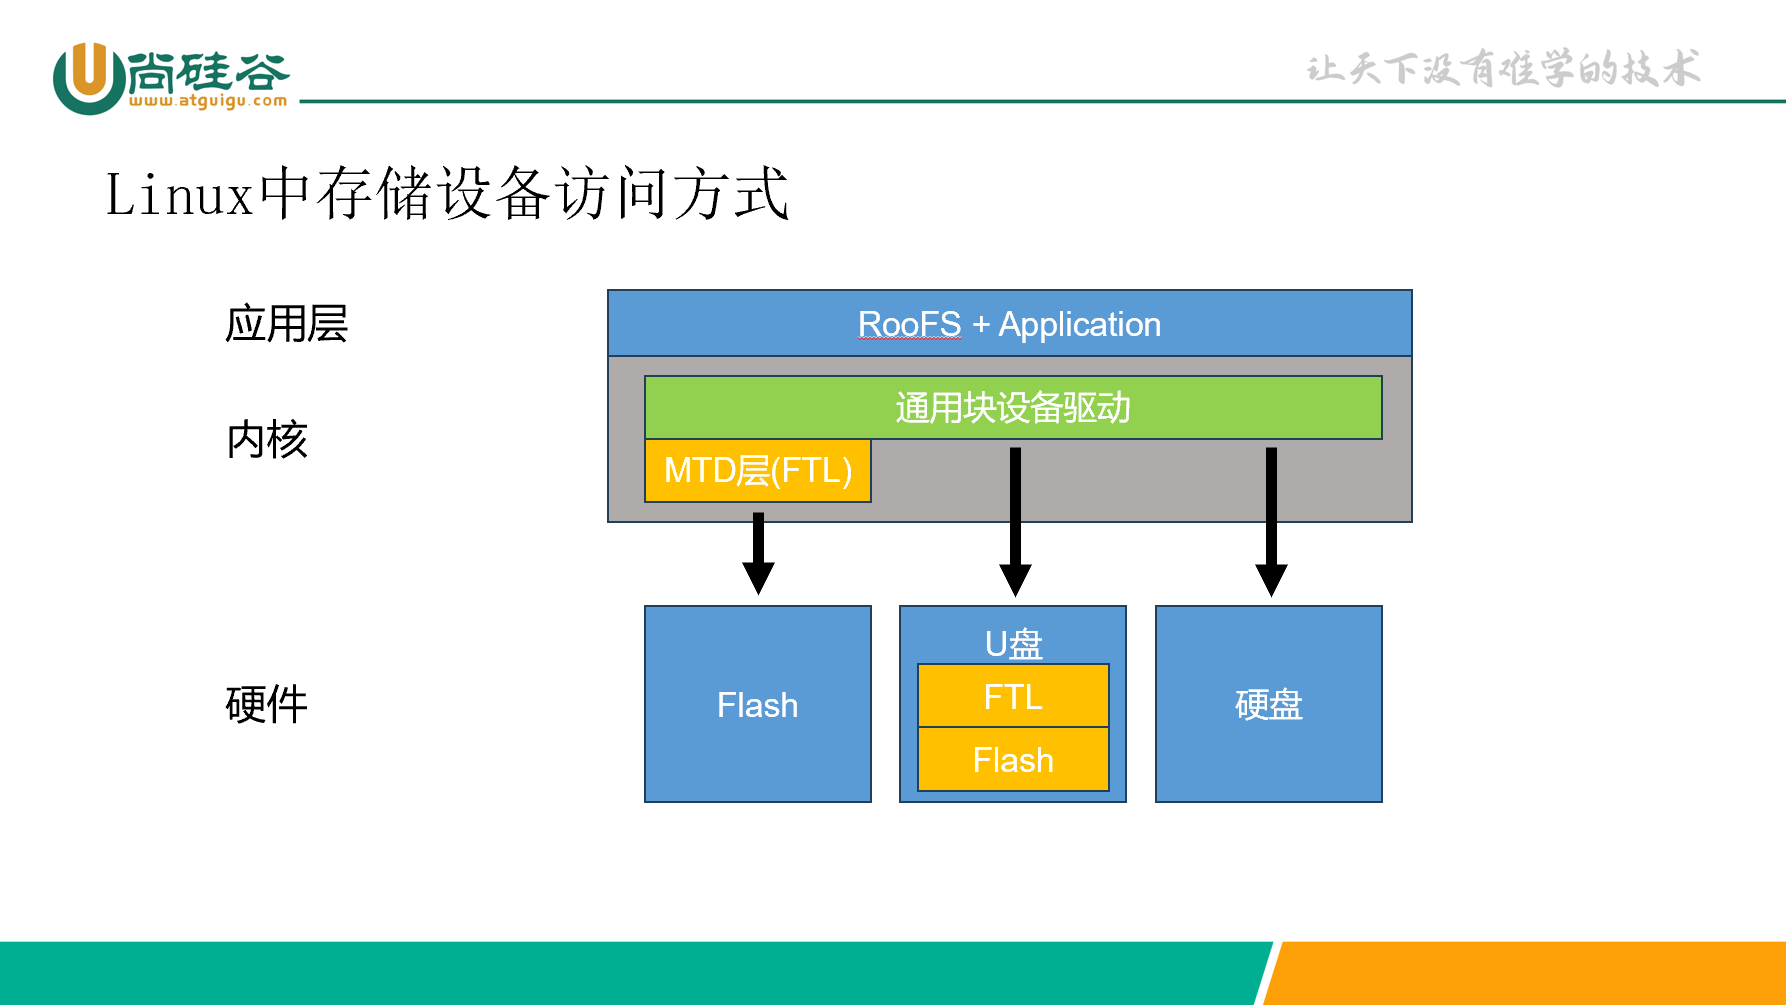 尚硅谷
www.atguigu.com
让天下没有难学的技术
Linux中存储设备访问方式
应用层
RooFS + Application
内核
通用块设备驱动
MTD层(FTL)
硬件
Flash
U盘
FTL
Flash
硬盘